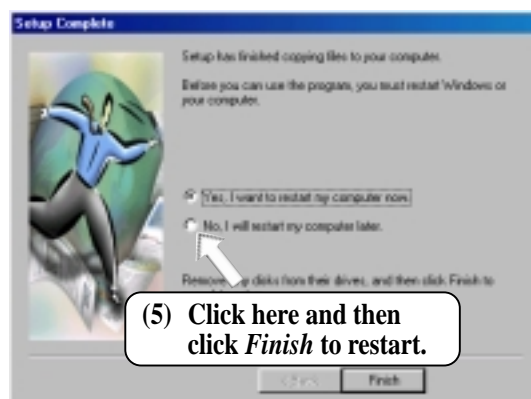 Setup Complete
Setup has finished copying files to your computer.
Before you can use the program, you must restart Windows or
your computer.
Yes, I want to restart my computer now.
No, I will restart my computer later.
Remove any disks from their drives, and then click Finish to
(5) Click here and then
click Finish to restart.
< Back
Finish